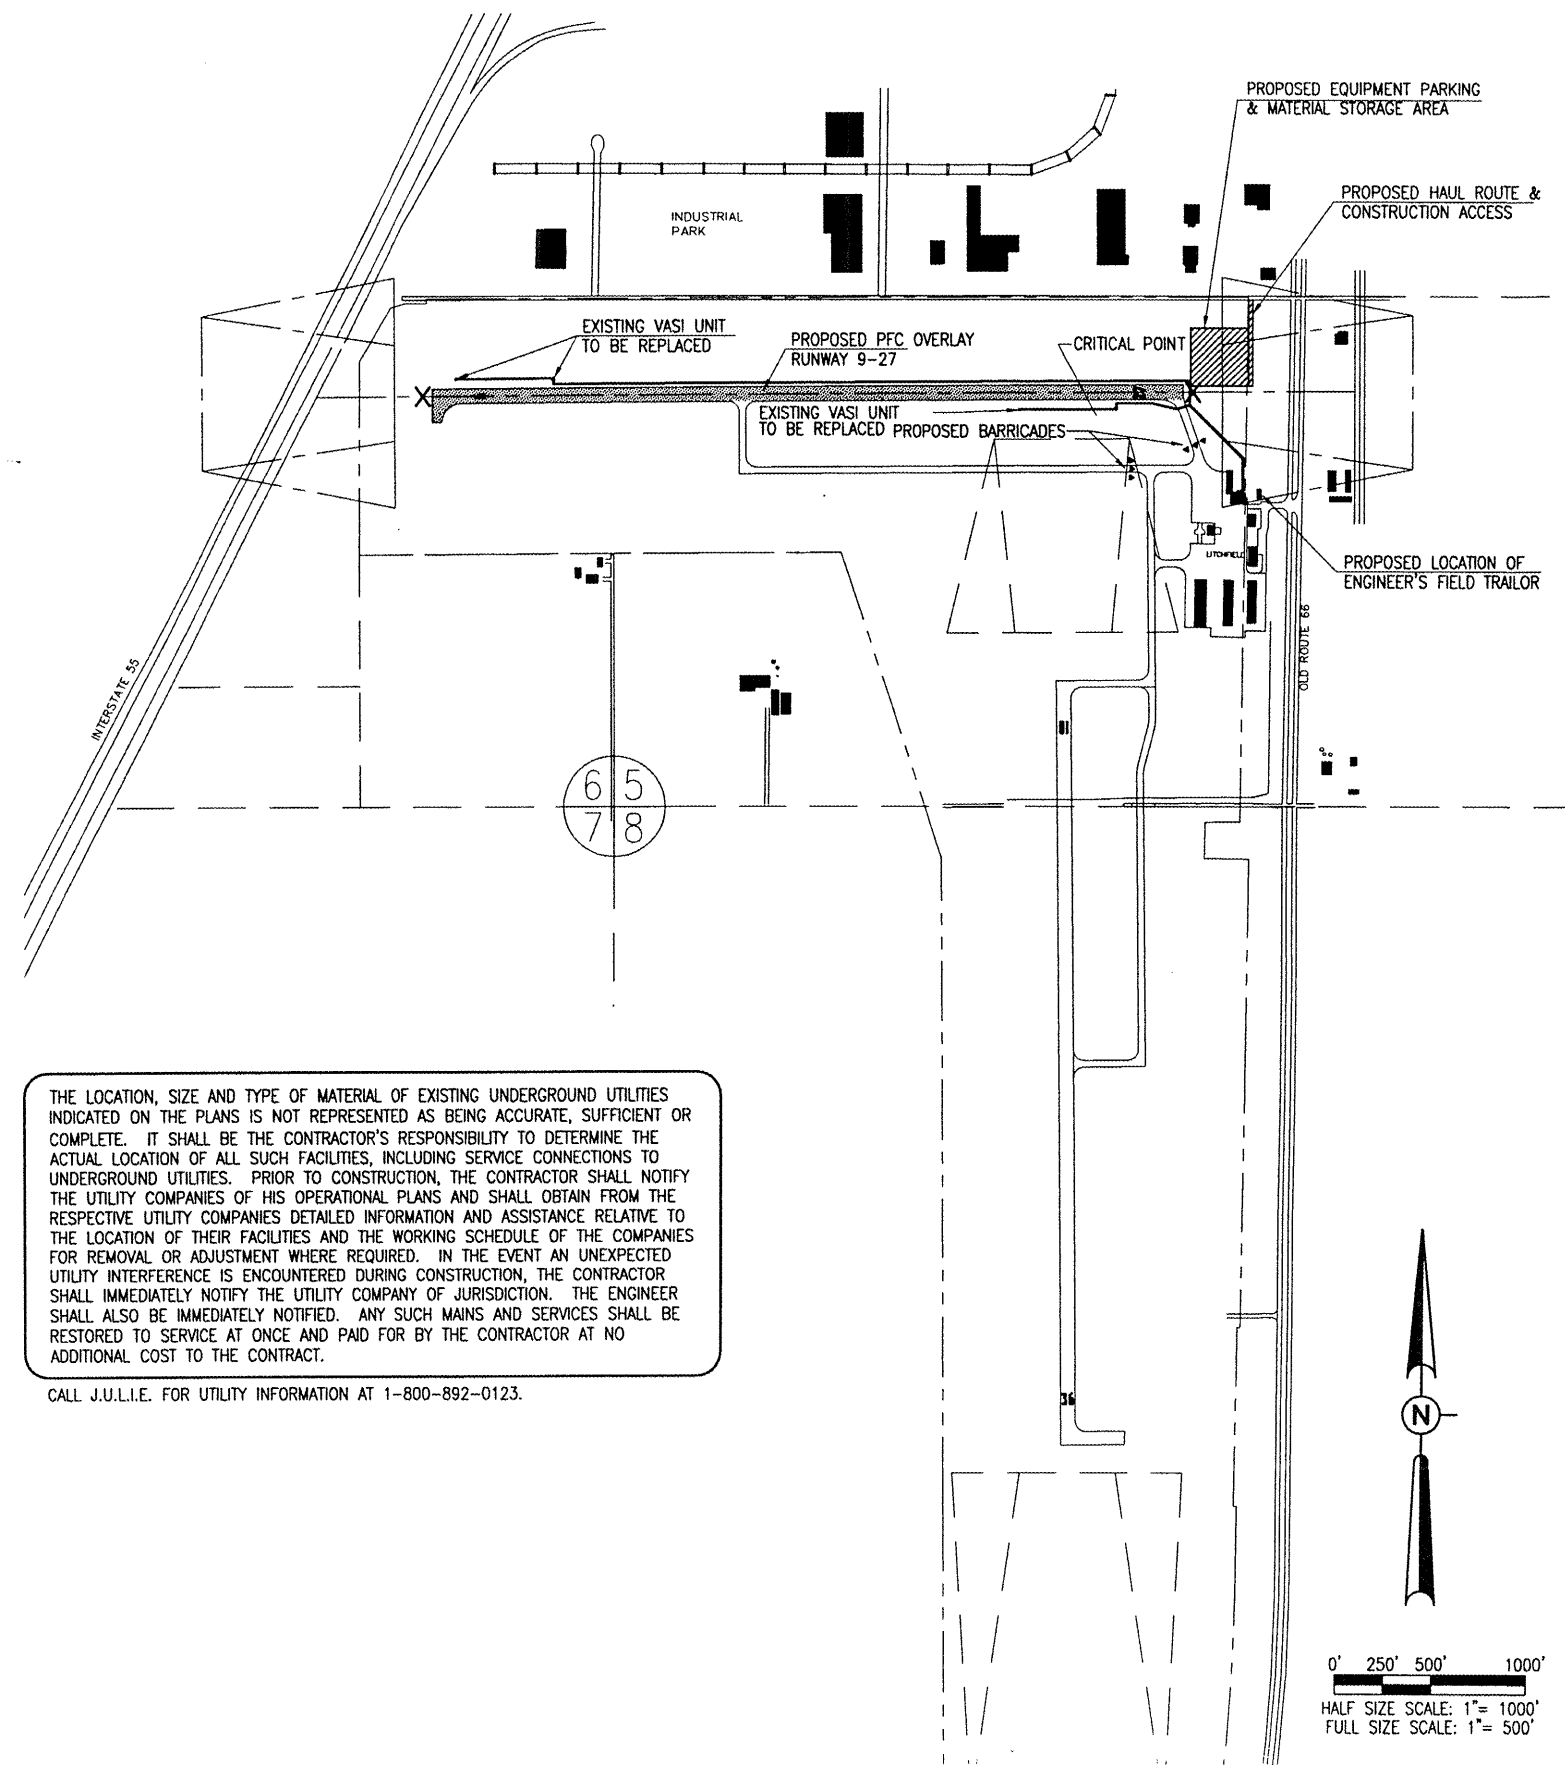 PROPOSED EQUIPMENT PARKING
& MATERIAL STORAGE AREA
PROPOSED HAUL ROUTE &
CONSTRUCTION ACCESS
INDUSTRIAL
PARK
EXISTING VASI UNIT
TO BE REPLACED
PROPOSED PFC OVERLAY
RUNWAY 9-27
CRITICAL POINT
EXISTING VASI UNIT
TO BE REPLACED
PROPOSED BARRICADES
LITCHFIELD
PROPOSED LOCATION OF
ENGINEER'S FIELD TRAILOR
OLD ROUTE 66
INTERSTATE 55
6 5
7 8
THE LOCATION, SIZE AND TYPE OF MATERIAL OF EXISTING UNDERGROUND UTILITIES
INDICATED ON THE PLANS IS NOT REPRESENTED AS BEING ACCURATE, SUFFICIENT OR
COMPLETE. IT SHALL BE THE CONTRACTOR'S RESPONSIBILITY TO DETERMINE THE
ACTUAL LOCATION OF ALL SUCH FACILITIES, INCLUDING SERVICE CONNECTIONS TO
UNDERGROUND UTILITIES. PRIOR TO CONSTRUCTION, THE CONTRACTOR SHALL NOTIFY
THE UTILITY COMPANIES OF HIS OPERATIONAL PLANS AND SHALL OBTAIN FROM THE
RESPECTIVE UTILITY COMPANIES DETAILED INFORMATION AND ASSISTANCE RELATIVE TO
THE LOCATION OF THEIR FACILITIES AND THE WORKING SCHEDULE OF THE COMPANIES
FOR REMOVAL OR ADJUSTMENT WHERE REQUIRED. IN THE EVENT AN UNEXPECTED
UTILITY INTERFERENCE IS ENCOUNTERED DURING CONSTRUCTION, THE CONTRACTOR
SHALL IMMEDIATELY NOTIFY THE UTILITY COMPANY OF JURISDICTION. THE ENGINEER
SHALL ALSO BE IMMEDIATELY NOTIFIED. ANY SUCH MAINS AND SERVICES SHALL BE
RESTORED TO SERVICE AT ONCE AND PAID FOR BY THE CONTRACTOR AT NO
ADDITIONAL COST TO THE CONTRACT.
CALL J.U.L.I.E. FOR UTILITY INFORMATION AT 1-800-892-0123.
36
N
0' 250' 500' 1000'
HALF SIZE SCALE: 1"= 1000'
FULL SIZE SCALE: 1"= 500'